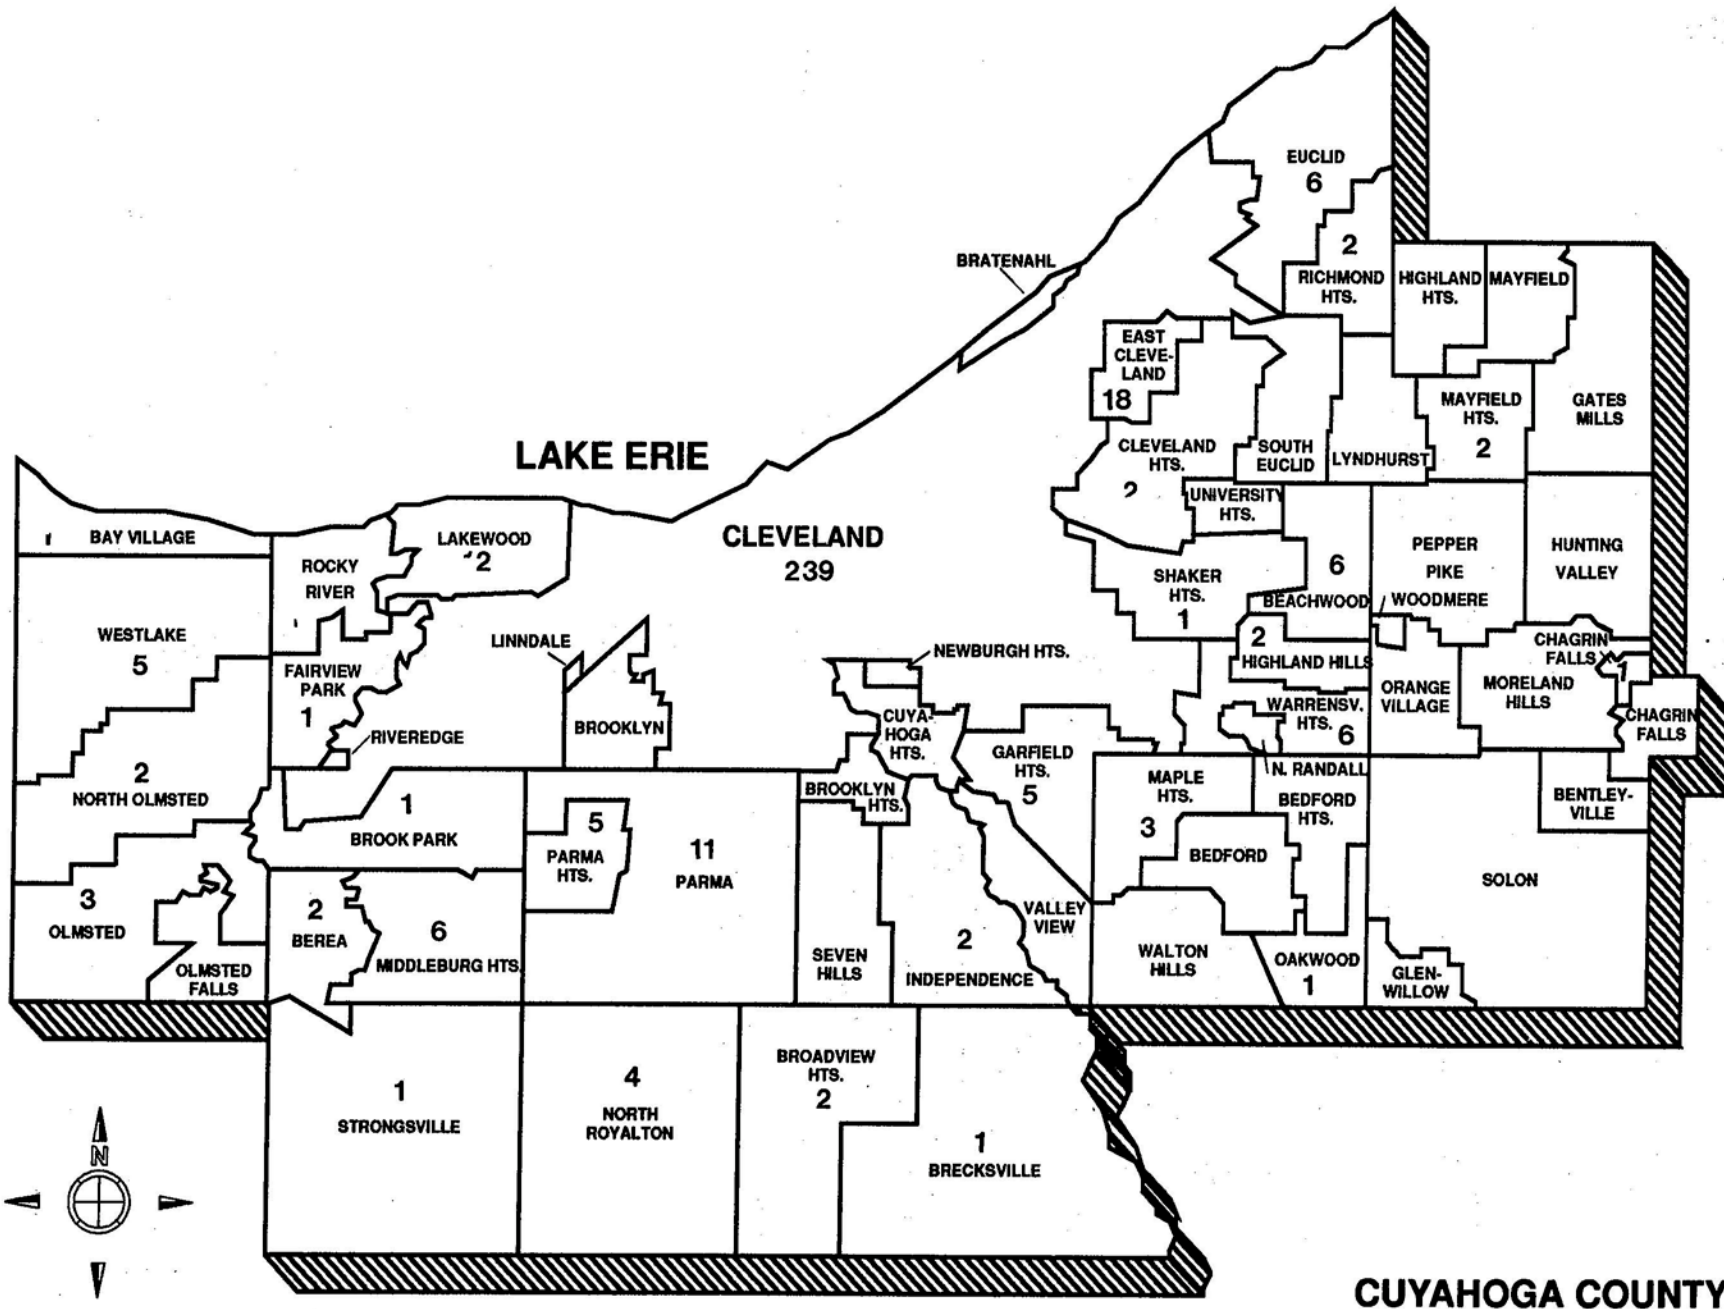 EUCLID
6
2
RICHMOND
HTS.
HIGHLAND
HTS.
MAYFIELD
BRATENAHL
EAST
CLEVE-
LAND
18
MAYFIELD
HTS.
2
GATES
MILLS
LAKE ERIE
CLEVELAND
HTS.
2
SOUTH
EUCLID
LYNDHURST
UNIVERSITY
HTS.
BAY VILLAGE
LAKEWOOD
2
CLEVELAND
239
ROCKY
RIVER
SHAKER
HTS.
1
6
BEACHWOOD
PEPPER
PIKE
HUNTING
VALLEY
WOODMERE
WESTLAKE
5
LINNDALE
NEWBURGH HTS.
2
HIGHLAND HILLS
CHAGRIN
FALLS
1
FAIRVIEW
PARK
1
ORANGE
VILLAGE
MORELAND
HILLS
CHAGRIN
FALLS
RIVEREDGE
BROOKLYN
CUYA-
HOGA
HTS.
WARRENSV.
HTS.
6
GARFIELD
HTS.
5
N. RANDALL
2
NORTH OLMSTED
BROOKLYN
HTS.
MAPLE
HTS.
3
BEDFORD
HTS.
BENTLEY-
VILLE
1
BROOK PARK
5
PARMA
HTS.
11
PARMA
BEDFORD
SOLON
3
OLMSTED
2
BEREA
6
MIDDLEBURG HTS
VALLEY
VIEW
OLMSTED
FALLS
SEVEN
HILLS
2
INDEPENDENCE
WALTON
HILLS
OAKWOOD
1
GLEN-
WILLOW
1
STRONGSVILLE
4
NORTH
ROYALTON
BROADVIEW
HTS.
2
1
BRECKSVILLE
N
CUYAHOGA COUNTY